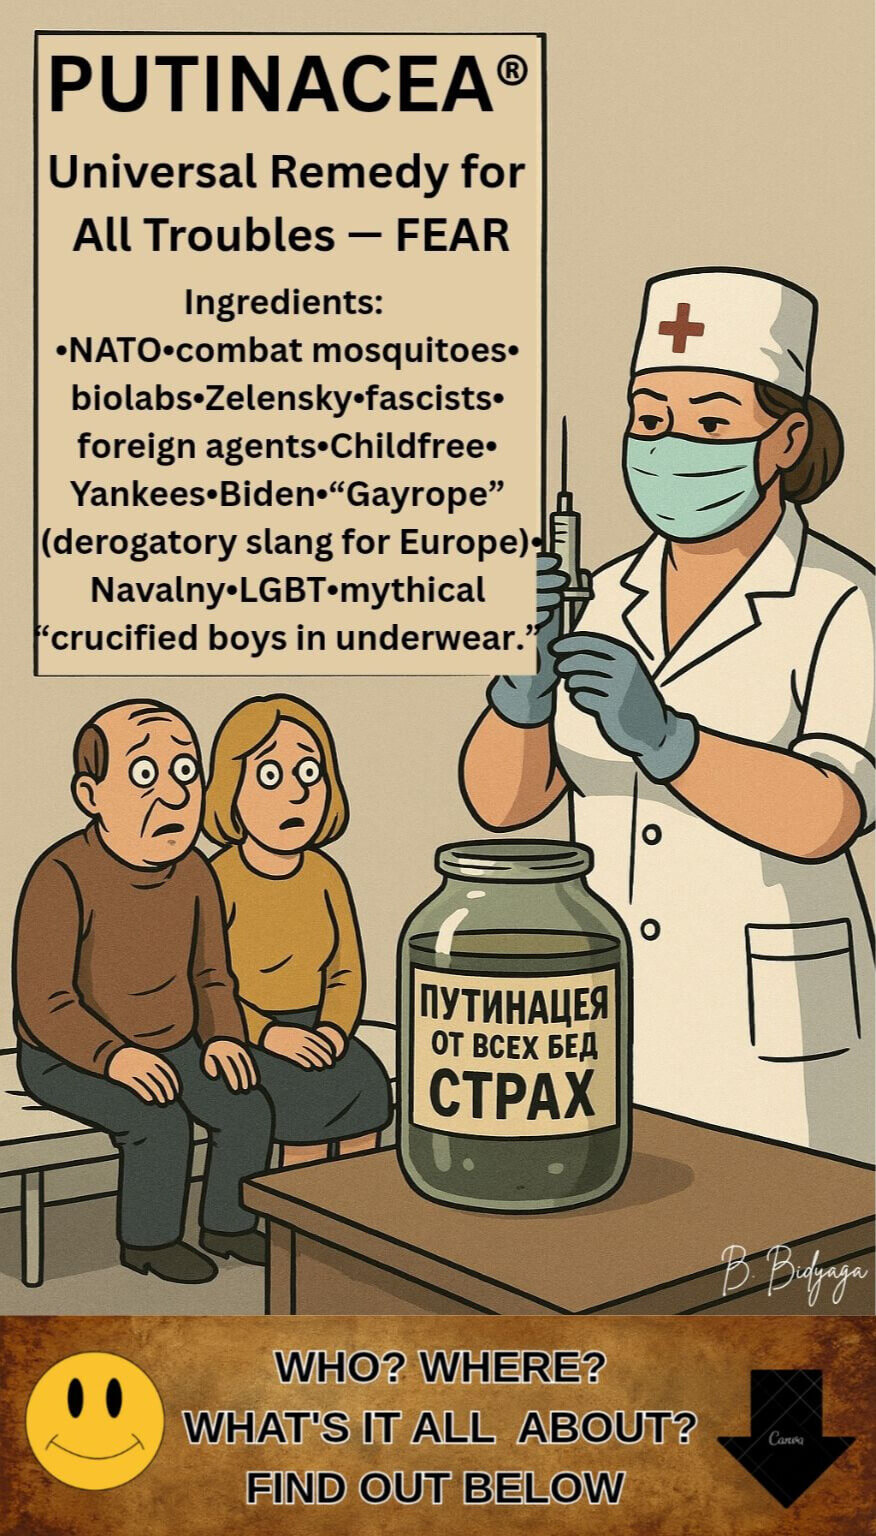 PUTINACEA®
Universal Remedy for
All Troubles — FEAR
Ingredients:
•NATO•combat mosquitoes•
biolabs•Zelensky•fascists•
foreign agents•Childfree•
Yankees•Biden•“Gayrope”
(derogatory slang for Europe)•
Navalny•LGBT•mythical
“crucified boys in underwear.”
ПУТИНАЦЕЯ
ОТ ВСЕХ БЕД
СТРАХ
B. Bidyaga
WHO? WHERE?
WHAT'S IT ALL ABOUT?
FIND OUT BELOW
Canva